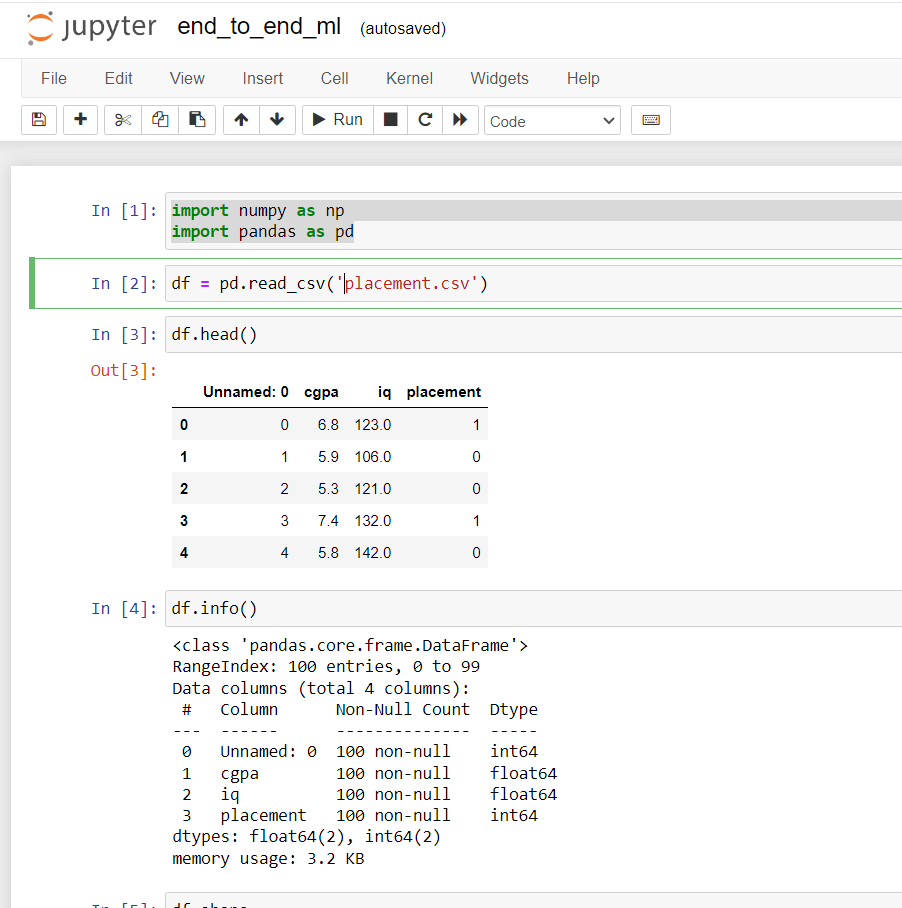 jupyter end_to_end_ml (autosaved)
File Edit View Insert Cell Kernel Widgets Help
Run Code
In [1]: import numpy as np
import pandas as pd
In [2]: df = pd.read_csv('placement.csv')
In [3]: df.head()
Out[3]:
Unnamed: 0 cgpa iq placement
0 0 6.8 123.0 1
1 1 5.9 106.0 0
2 2 5.3 121.0 0
3 3 7.4 132.0 1
4 4 5.8 142.0 0
In [4]: df.info()
<class 'pandas.core.frame.DataFrame'>
RangeIndex: 100 entries, 0 to 99
Data columns (total 4 columns):
# Column Non-Null Count Dtype
--- ------ -------------- -----
0 Unnamed: 0 100 non-null int64
1 cgpa 100 non-null float64
2 iq 100 non-null float64
3 placement 100 non-null int64
dtypes: float64(2), int64(2)
memory usage: 3.2 KB